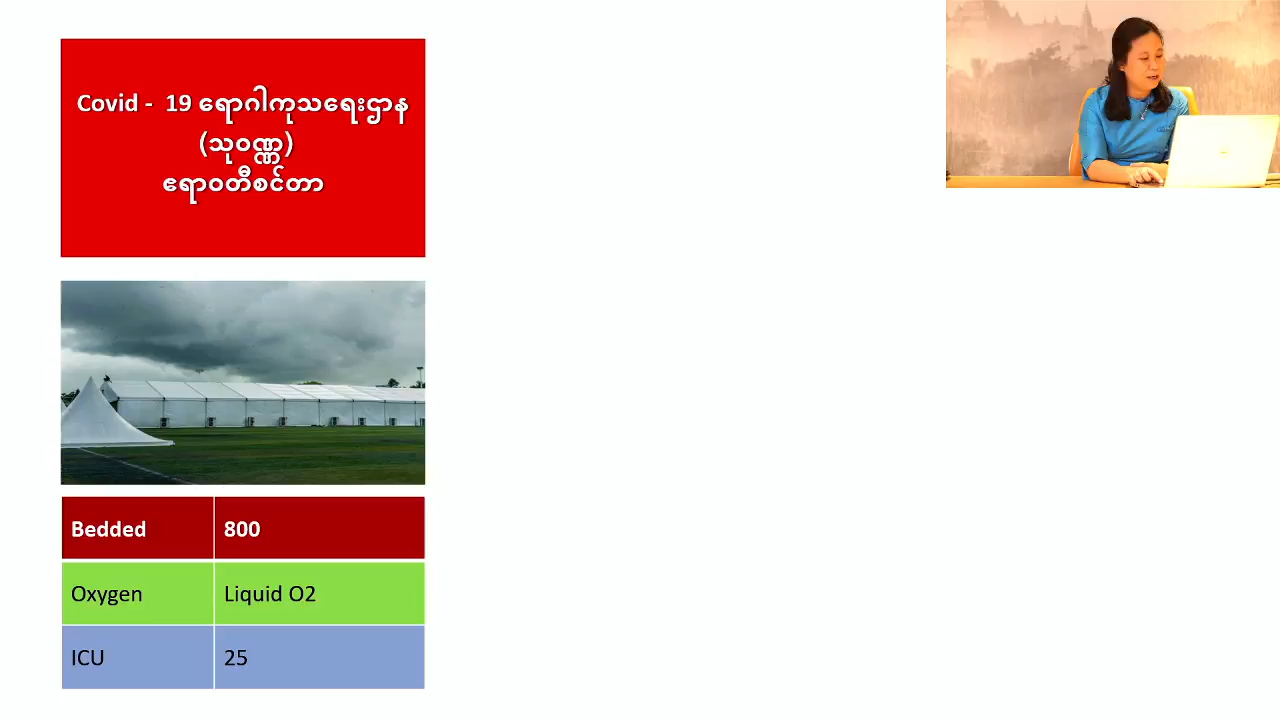 Covid - 19 ရောဂါကုသရေးဌာန
(သုဝဏ္ဏ)
ဧရာဝတီစင်တာ
Bedded 800
Oxygen Liquid O2
ICU 25